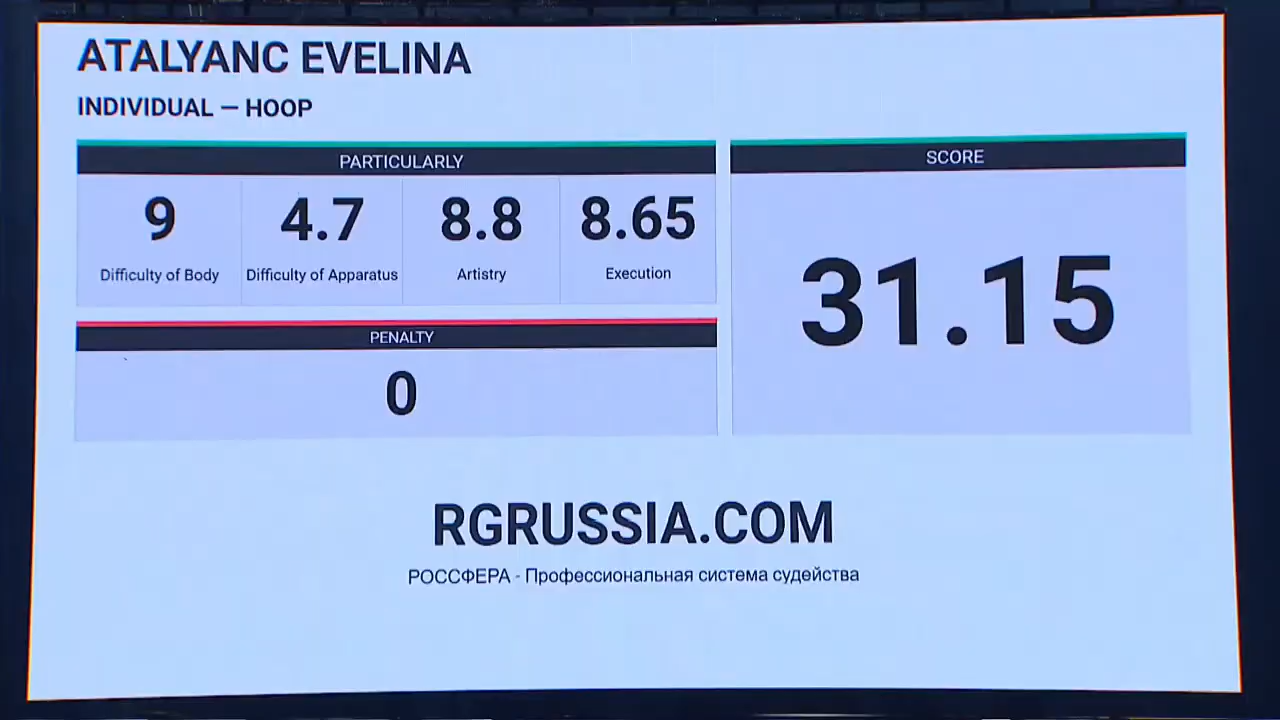 ATALYANC EVELINA
INDIVIDUAL — HOOP
PARTICULARLY
9
4.7
8.8
8.65
Difficulty of Body
Difficulty of Apparatus
Artistry
Execution
PENALTY
0
SCORE
31.15
RGRUSSIA.COM
РОССФЕРА - Профессиональная система судейства